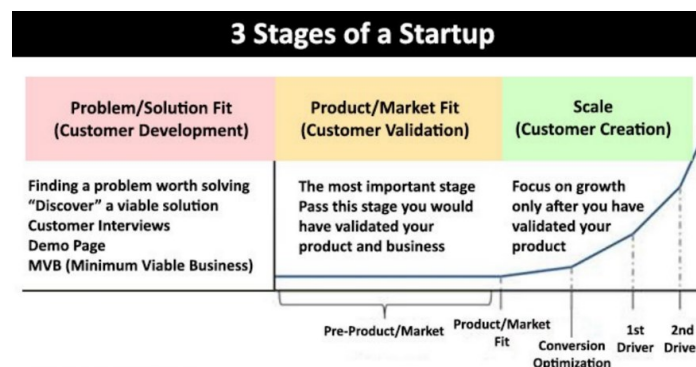 3 Stages of a Startup
Problem/Solution Fit
(Customer Development)
Product/Market Fit
(Customer Validation)
Scale
(Customer Creation)
Finding a problem worth solving
“Discover” a viable solution
Customer Interviews
Demo Page
MVB (Minimum Viable Business)
The most important stage
Pass this stage you would
have validated your
product and business
Focus on growth
only after you have
validated your
product
Pre-Product/Market
Product/Market
Fit
Conversion
Optimization
1st
Driver
2nd
Drive